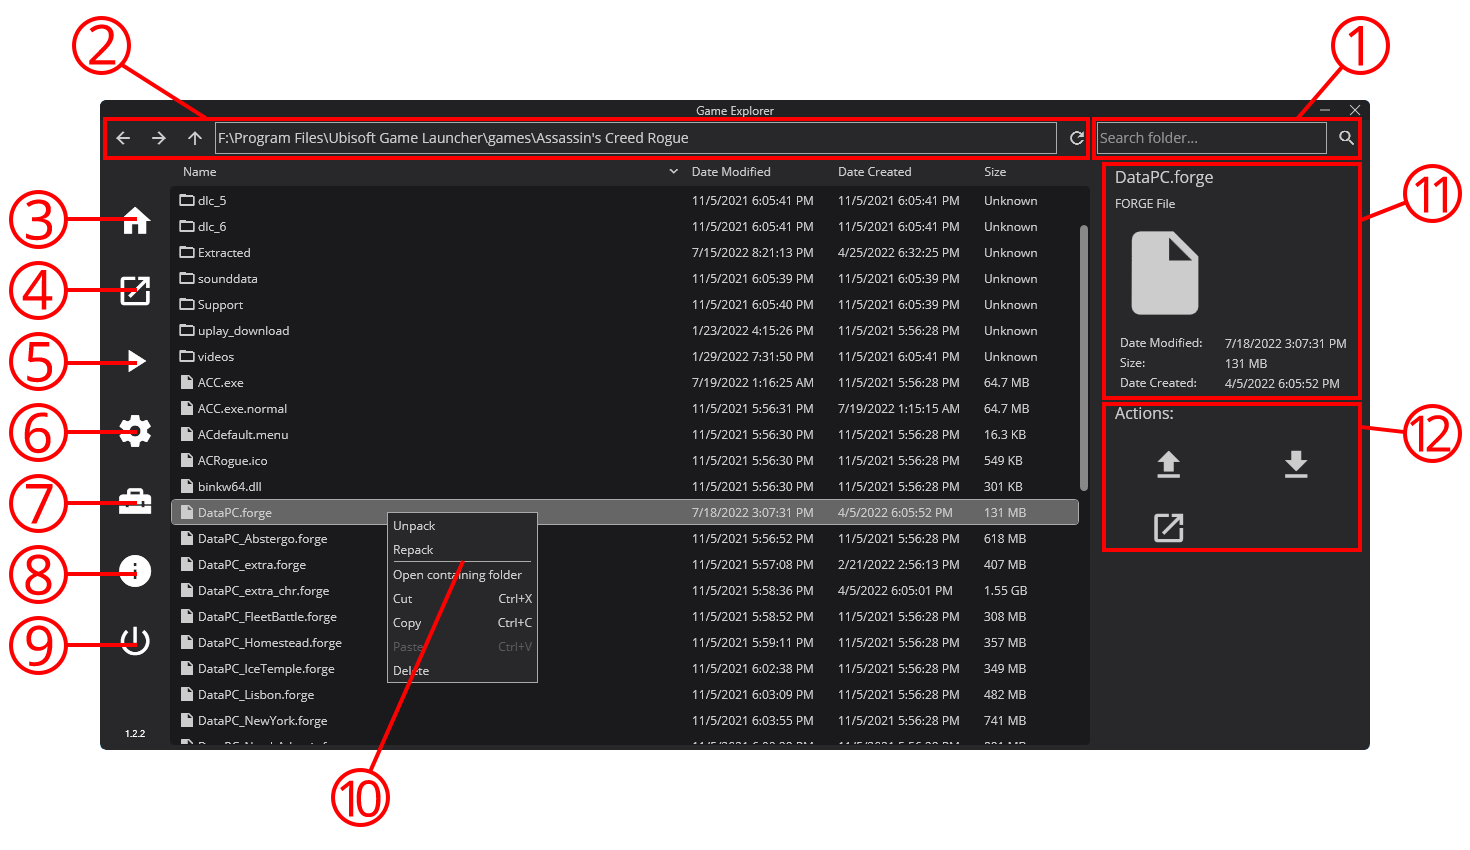 2
1
Game Explorer
F:\Program Files\Ubisoft Game Launcher\games\Assassin's Creed Rogue
Search folder...
Name Date Modified Date Created Size
dlc_5 11/5/2021 6:05:41 PM 11/5/2021 6:05:41 PM Unknown
dlc_6 11/5/2021 6:05:41 PM 11/5/2021 6:05:41 PM Unknown
Extracted 7/15/2022 8:21:13 PM 4/25/2022 6:32:25 PM Unknown
sounddata 11/5/2021 6:05:39 PM 11/5/2021 6:05:39 PM Unknown
Support 11/5/2021 6:05:40 PM 11/5/2021 6:05:39 PM Unknown
uplay_download 1/23/2022 4:15:26 PM 11/5/2021 5:56:28 PM Unknown
videos 1/29/2022 7:31:50 PM 11/5/2021 6:05:41 PM Unknown
ACC.exe 7/19/2022 1:16:25 AM 11/5/2021 5:56:28 PM 64.7 MB
ACC.exe.normal 11/5/2021 5:56:31 PM 7/19/2022 1:15:15 AM 64.7 MB
ACdefault.menu 11/5/2021 5:56:30 PM 11/5/2021 5:56:28 PM 16.3 KB
ACRogue.ico 11/5/2021 5:56:30 PM 11/5/2021 5:56:28 PM 549 KB
binkw64.dll 11/5/2021 5:56:30 PM 11/5/2021 5:56:28 PM 301 KB
DataPC.forge 7/18/2022 3:07:31 PM 4/5/2022 6:05:52 PM 131 MB
DataPC_Abstergo.forge 11/5/2021 5:56:52 PM 11/5/2021 5:56:28 PM 618 MB
DataPC_extra.forge 11/5/2021 5:57:08 PM 2/21/2022 2:56:13 PM 407 MB
DataPC_extra_chr.forge 11/5/2021 5:58:36 PM 4/5/2022 6:05:01 PM 1.55 GB
DataPC_FleetBattle.forge 11/5/2021 5:58:52 PM 11/5/2021 5:56:28 PM 308 MB
DataPC_Homestead.forge 11/5/2021 5:59:11 PM 11/5/2021 5:56:28 PM 357 MB
DataPC_IceTemple.forge 11/5/2021 6:02:38 PM 11/5/2021 5:56:28 PM 349 MB
DataPC_Lisbon.forge 11/5/2021 6:03:09 PM 11/5/2021 5:56:28 PM 482 MB
DataPC_NewYork.forge 11/5/2021 6:03:55 PM 11/5/2021 5:56:28 PM 741 MB
Unpack
Repack
Open containing folder
Cut Ctrl+X
Copy Ctrl+C
Paste Ctrl+V
Delete
3
4
5
6
7
8
9
1.2.2
10
DataPC.forge
FORGE File
Date Modified: 7/18/2022 3:07:31 PM
Size: 131 MB
Date Created: 4/5/2022 6:05:52 PM
11
Actions:
12